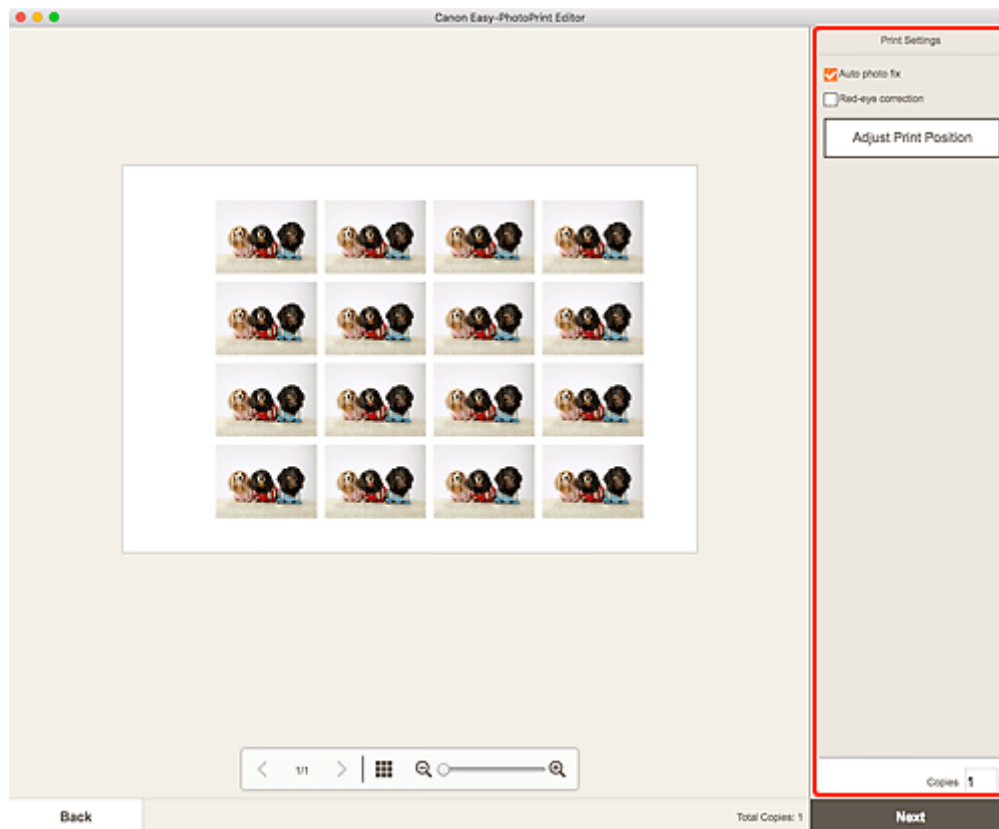 Canon Easy-PhotoPrint Editor
Print Settings
Auto photo fix
Red-eye correction
Adjust Print Position
1/1
Copies 1
Back
Total Copies: 1
Next